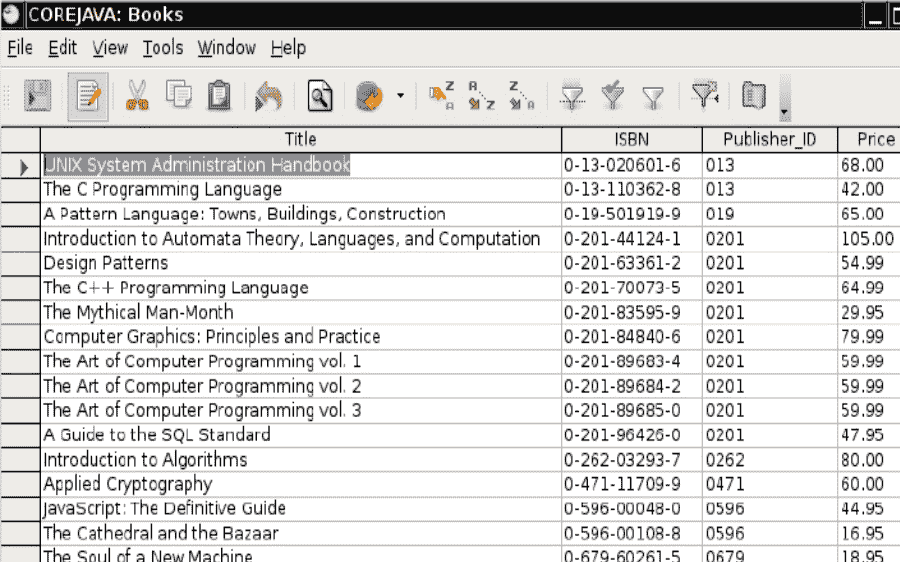 COREJAVA: Books
File Edit View Tools Window Help
Title ISBN Publisher_ID Price
UNIX System Administration Handbook 0-13-020601-6 013 68.00
The C Programming Language 0-13-110362-8 013 42.00
A Pattern Language: Towns, Buildings, Construction 0-19-501919-9 019 65.00
Introduction to Automata Theory, Languages, and Computation 0-201-44124-1 0201 105.00
Design Patterns 0-201-63361-2 0201 54.99
The C++ Programming Language 0-201-70073-5 0201 64.99
The Mythical Man-Month 0-201-83595-9 0201 29.95
Computer Graphics: Principles and Practice 0-201-84840-6 0201 79.99
The Art of Computer Programming vol. 1 0-201-89683-4 0201 59.99
The Art of Computer Programming vol. 2 0-201-89684-2 0201 59.99
The Art of Computer Programming vol. 3 0-201-89685-0 0201 59.99
A Guide to the SQL Standard 0-201-96426-0 0201 47.95
Introduction to Algorithms 0-262-03293-7 0262 80.00
Applied Cryptography 0-471-11709-9 0471 60.00
JavaScript: The Definitive Guide 0-596-00048-0 0596 44.95
The Cathedral and the Bazaar 0-596-00108-8 0596 16.95
The Soul of a New Machine 0-679-60261-5 0679 18.95